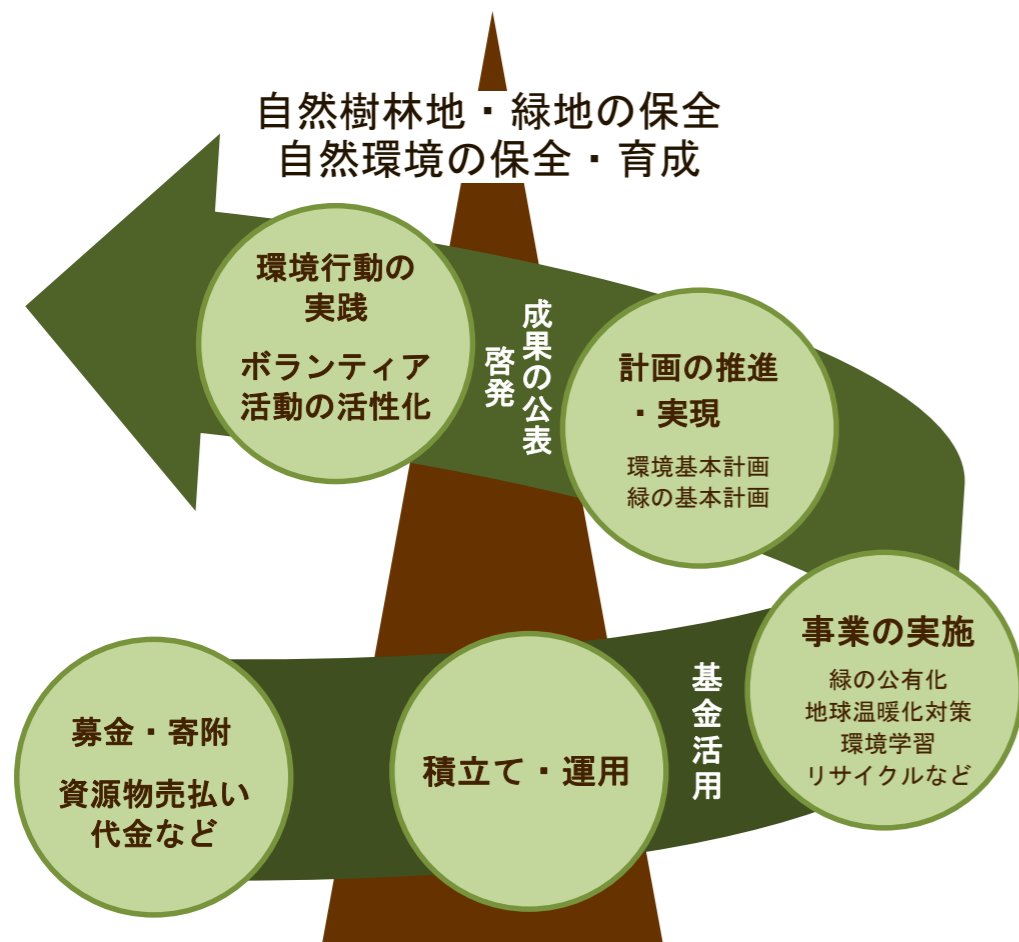 自然樹林地・緑地の保全
自然環境の保全・育成
環境行動の
実践
ボランティア
活動の活性化
成果の公表
啓発
計画の推進
・実現
環境基本計画
緑の基本計画
事業の実施
緑の公有化
地球温暖化対策
環境学習
リサイクルなど
基金活用
積立て・運用
募金・寄附
資源物売払い
代金など